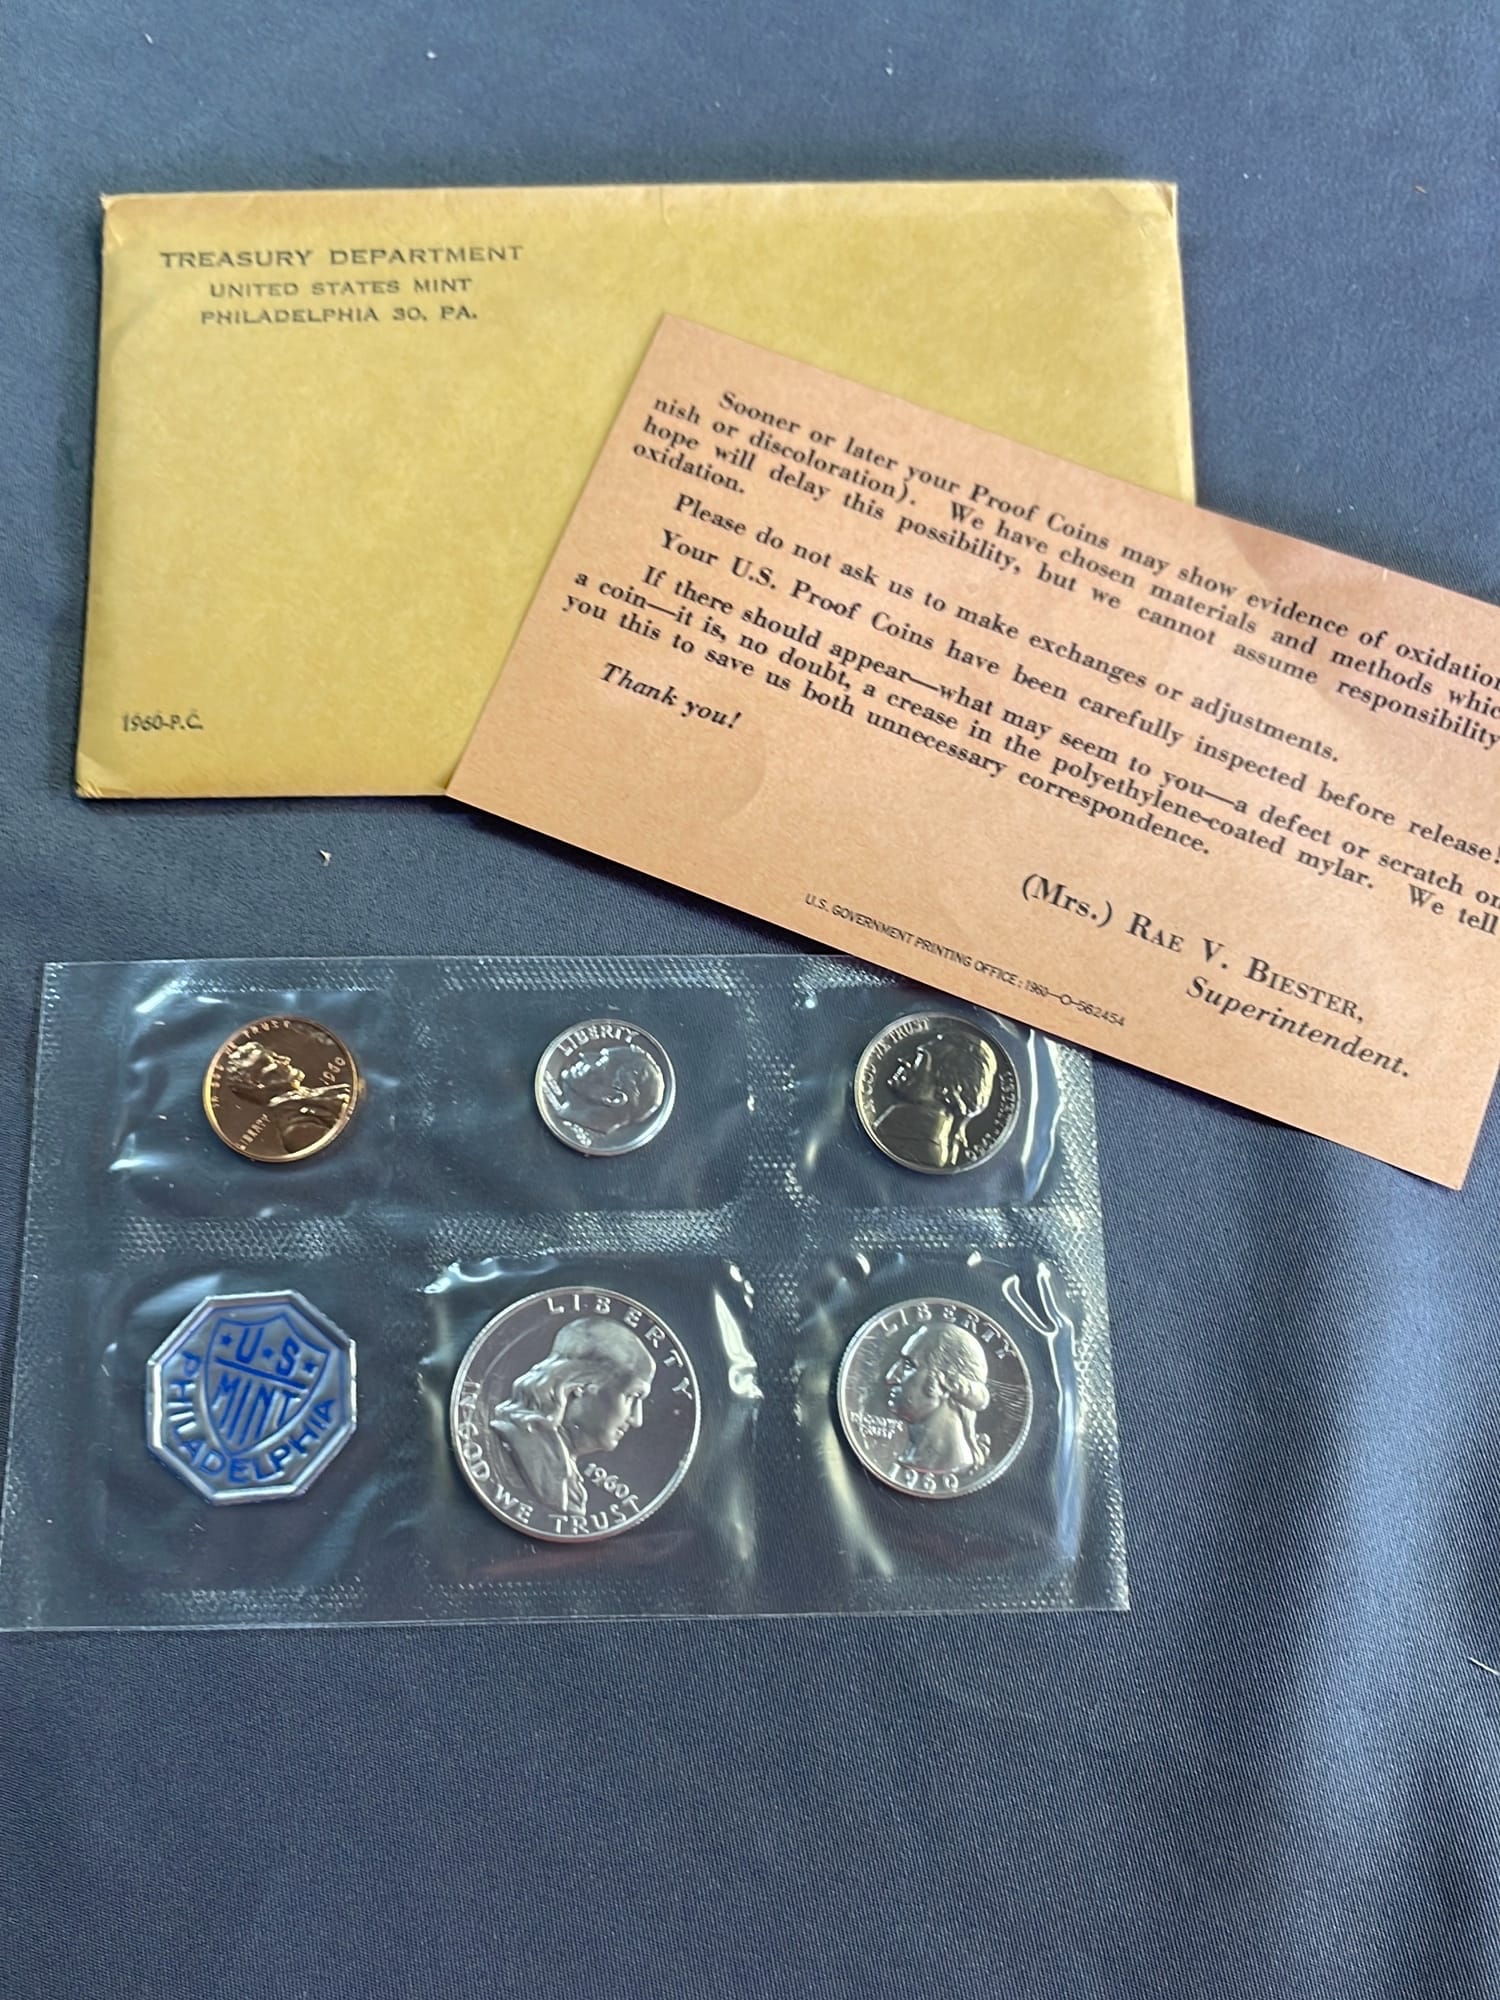 TREASURY DEPARTMENT
UNITED STATES MINT
PHILADELPHIA 30, PA.
1960-P.C.
Sooner or later your Proof Coins may show evidence of oxidation
nish or discoloration). We have chosen materials and methods whic
hope will delay this possibility, but we cannot assume responsibility
oxidation.
Please do not ask us to make exchanges or adjustments.
Your U.S. Proof Coins have been carefully inspected before release!
If there should appear—what may seem to you—a defect or scratch on
a coin—it is, no doubt, a crease in the polyethylene-coated mylar. We tell
you this to save us both unnecessary correspondence.
Thank you!
(Mrs.) RAE V. BIESTER,
Superintendent.
U.S. GOVERNMENT PRINTING OFFICE : 1960—O-562454
TRUST
LIBERTY
1960
LIBERTY
IN GOD WE TRUST
1960
U·S
MINT
PHILADELPHIA
LIBERTY
IN GOD WE TRUST
1960
LIBERTY
TRUST
1960